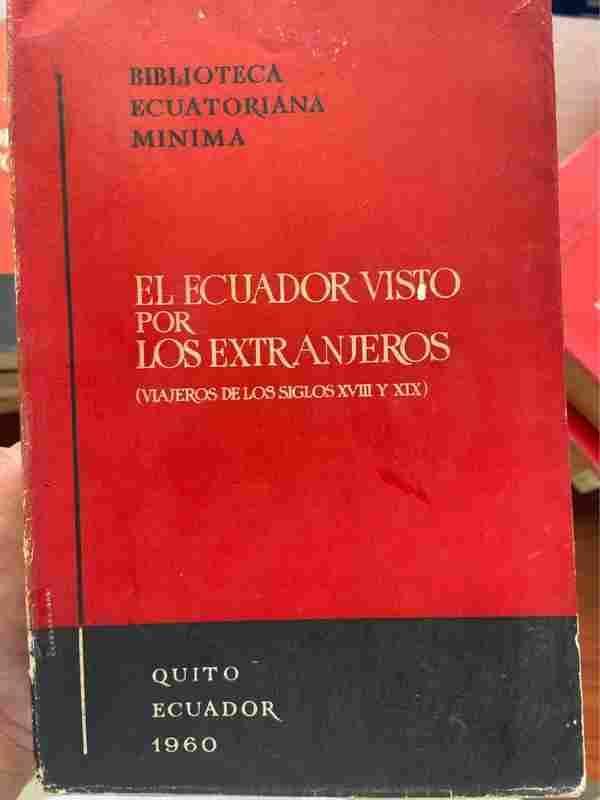 BIBLIOTECA
ECUATORIANA
MINIMA
EL ECUADOR VISTO
POR
LOS EXTRANJEROS
(VIAJEROS DE LOS SIGLOS XVIII Y XIX)
QUITO
ECUADOR
1960